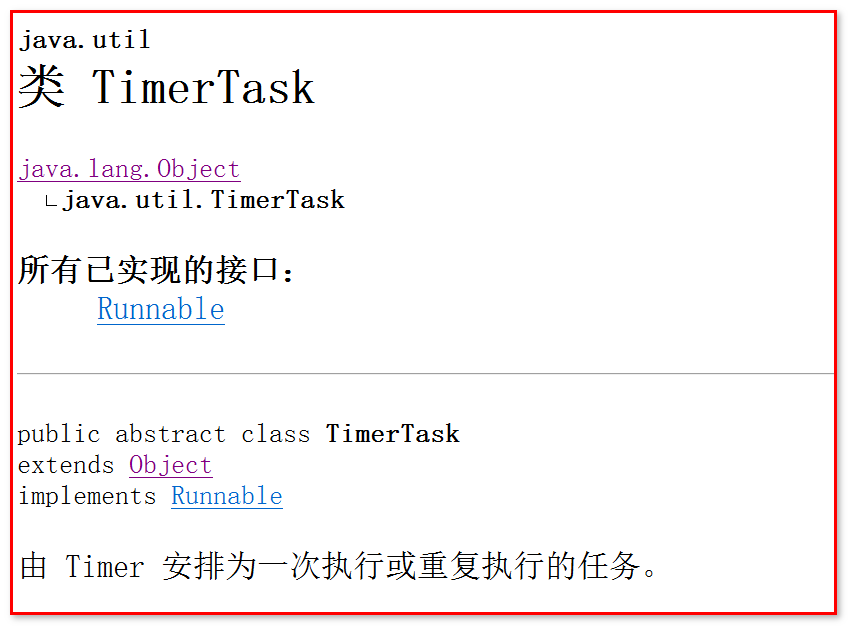 java.util
类 TimerTask
java.lang.Object
java.util.TimerTask
所有已实现的接口：
Runnable
public abstract class TimerTask
extends Object
implements Runnable
由 Timer 安排为一次执行或重复执行的任务。